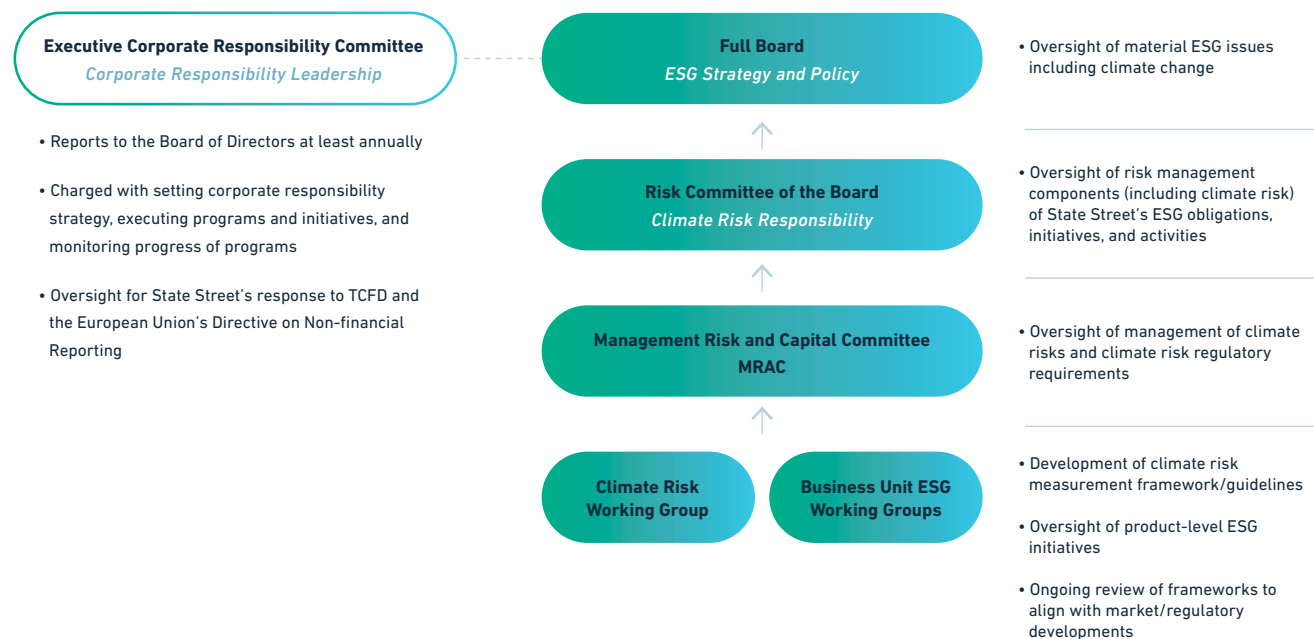 Executive Corporate Responsibility Committee
Corporate Responsibility Leadership
• Reports to the Board of Directors at least annually
• Charged with setting corporate responsibility
strategy, executing programs and initiatives, and
monitoring progress of programs
• Oversight for State Street's response to TCFD and
the European Union's Directive on Non-financial
Reporting
Full Board
ESG Strategy and Policy
• Oversight of material ESG issues
including climate change
Risk Committee of the Board
Climate Risk Responsibility
• Oversight of risk management
components (including climate risk)
of State Street's ESG obligations,
initiatives, and activities
Management Risk and Capital Committee
MRAC
• Oversight of management of climate
risks and climate risk regulatory
requirements
Climate Risk
Working Group
Business Unit ESG
Working Groups
• Development of climate risk
measurement framework/guidelines
• Oversight of product-level ESG
initiatives
• Ongoing review of frameworks to
align with market/regulatory
developments